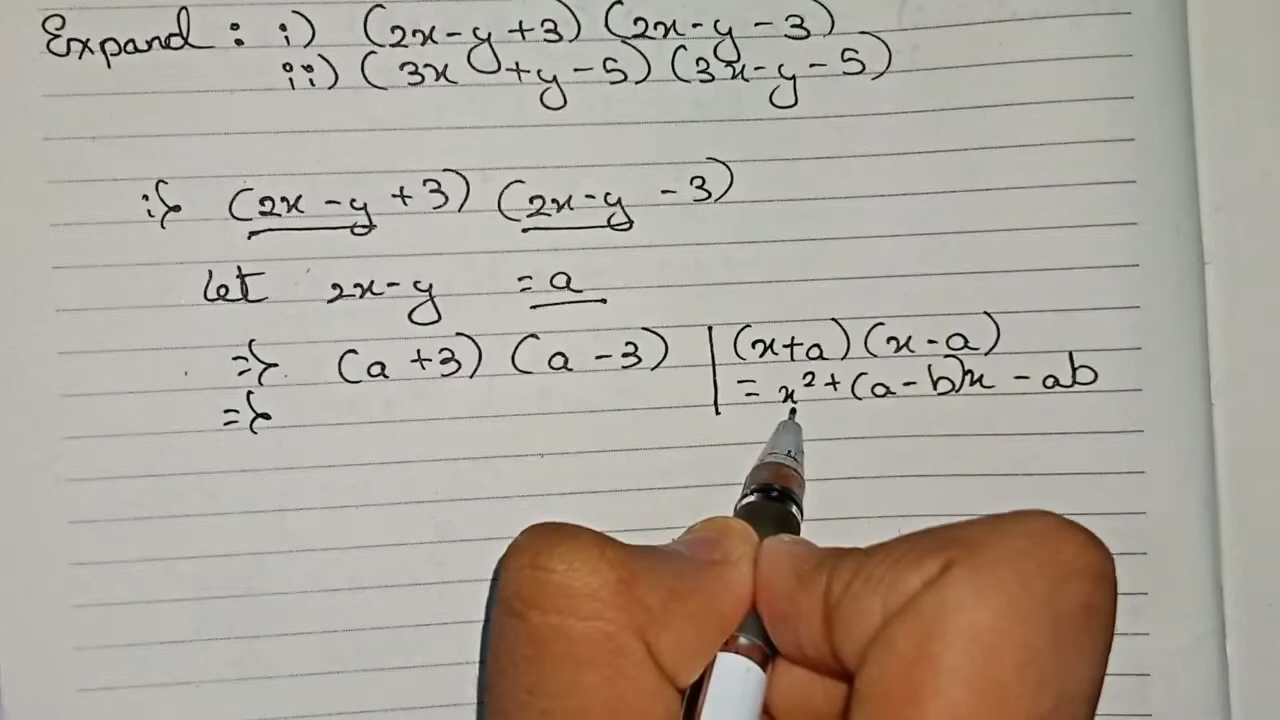 Expand : i) (2x-y+3) (2x-y-3)
ii) (3x +y-5) (3x-y-5)
i} (2x-y+3) (2x-y-3)
Let 2x-y = a
=}. (a+3) (a-3) | (x+a) (x-a)
=} | = x²+(a-b)x - ab